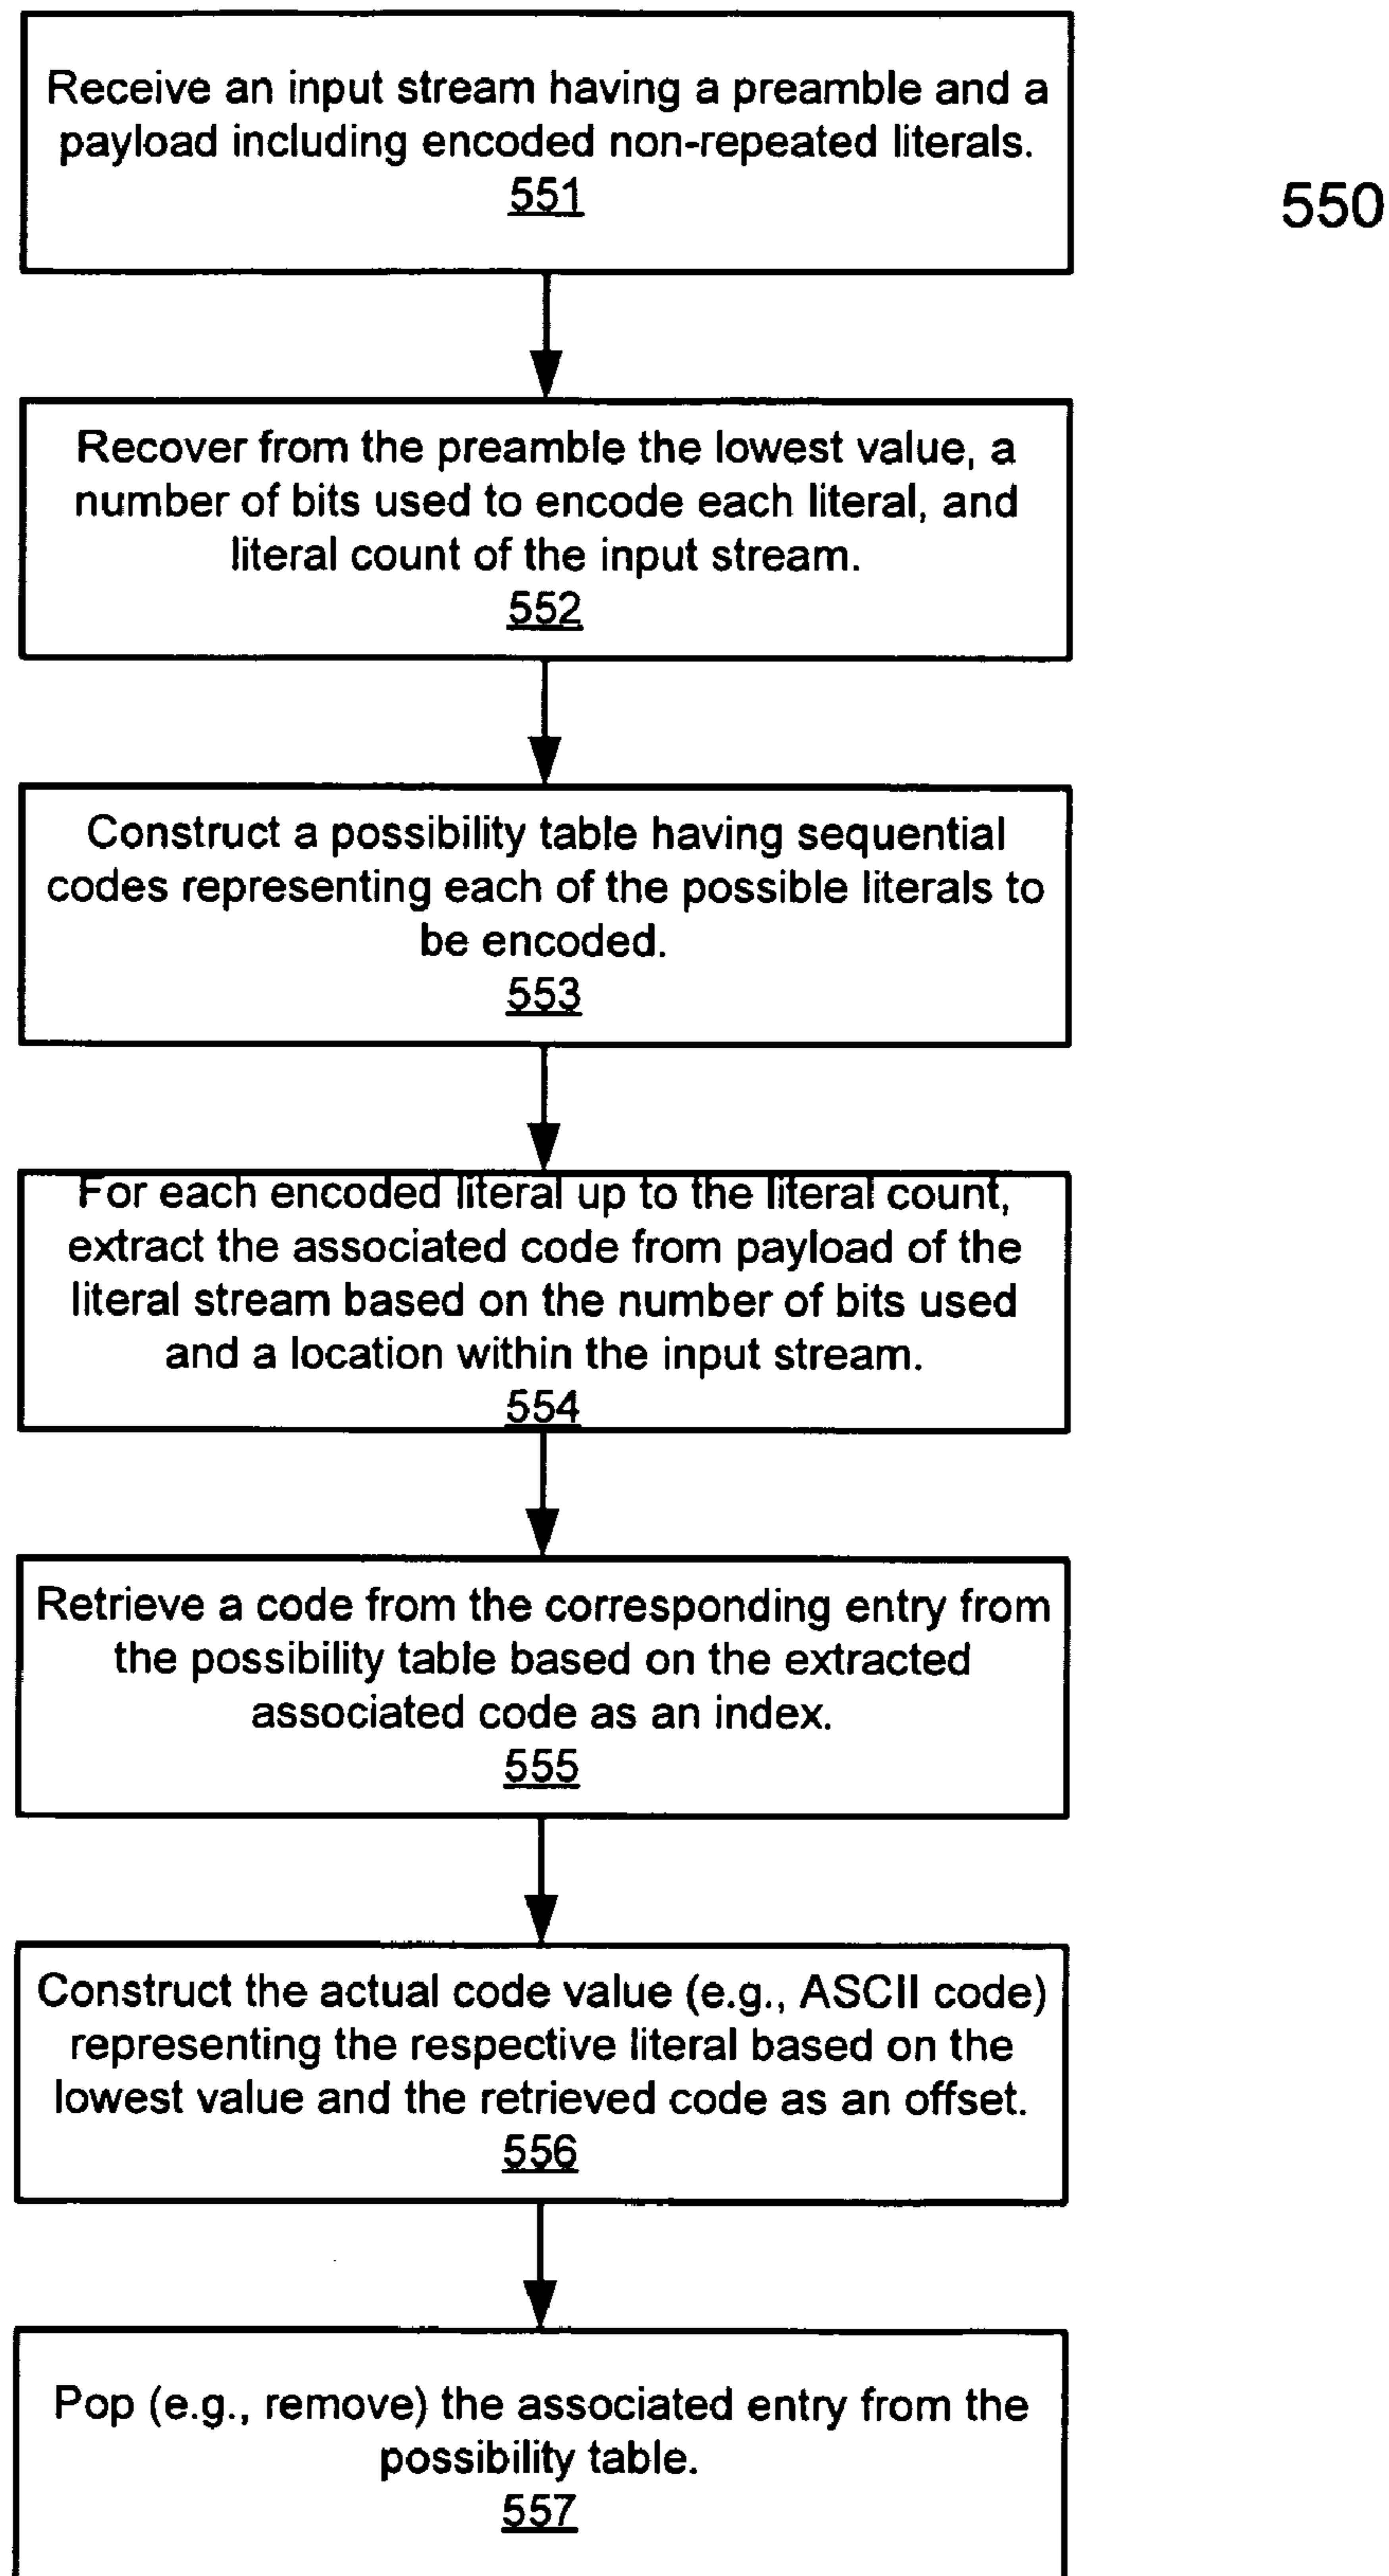 Receive an input stream having a preamble and a
payload including encoded non-repeated literals.
551
550
Recover from the preamble the lowest value, a
number of bits used to encode each literal, and
literal count of the input stream.
552
Construct a possibility table having sequential
codes representing each of the possible literals to
be encoded.
553
For each encoded literal up to the literal count,
extract the associated code from payload of the
literal stream based on the number of bits used
and a location within the input stream.
554
Retrieve a code from the corresponding entry from
the possibility table based on the extracted
associated code as an index.
555
Construct the actual code value (e.g., ASCII code)
representing the respective literal based on the
lowest value and the retrieved code as an offset.
556
Pop (e.g., remove) the associated entry from the
possibility table.
557